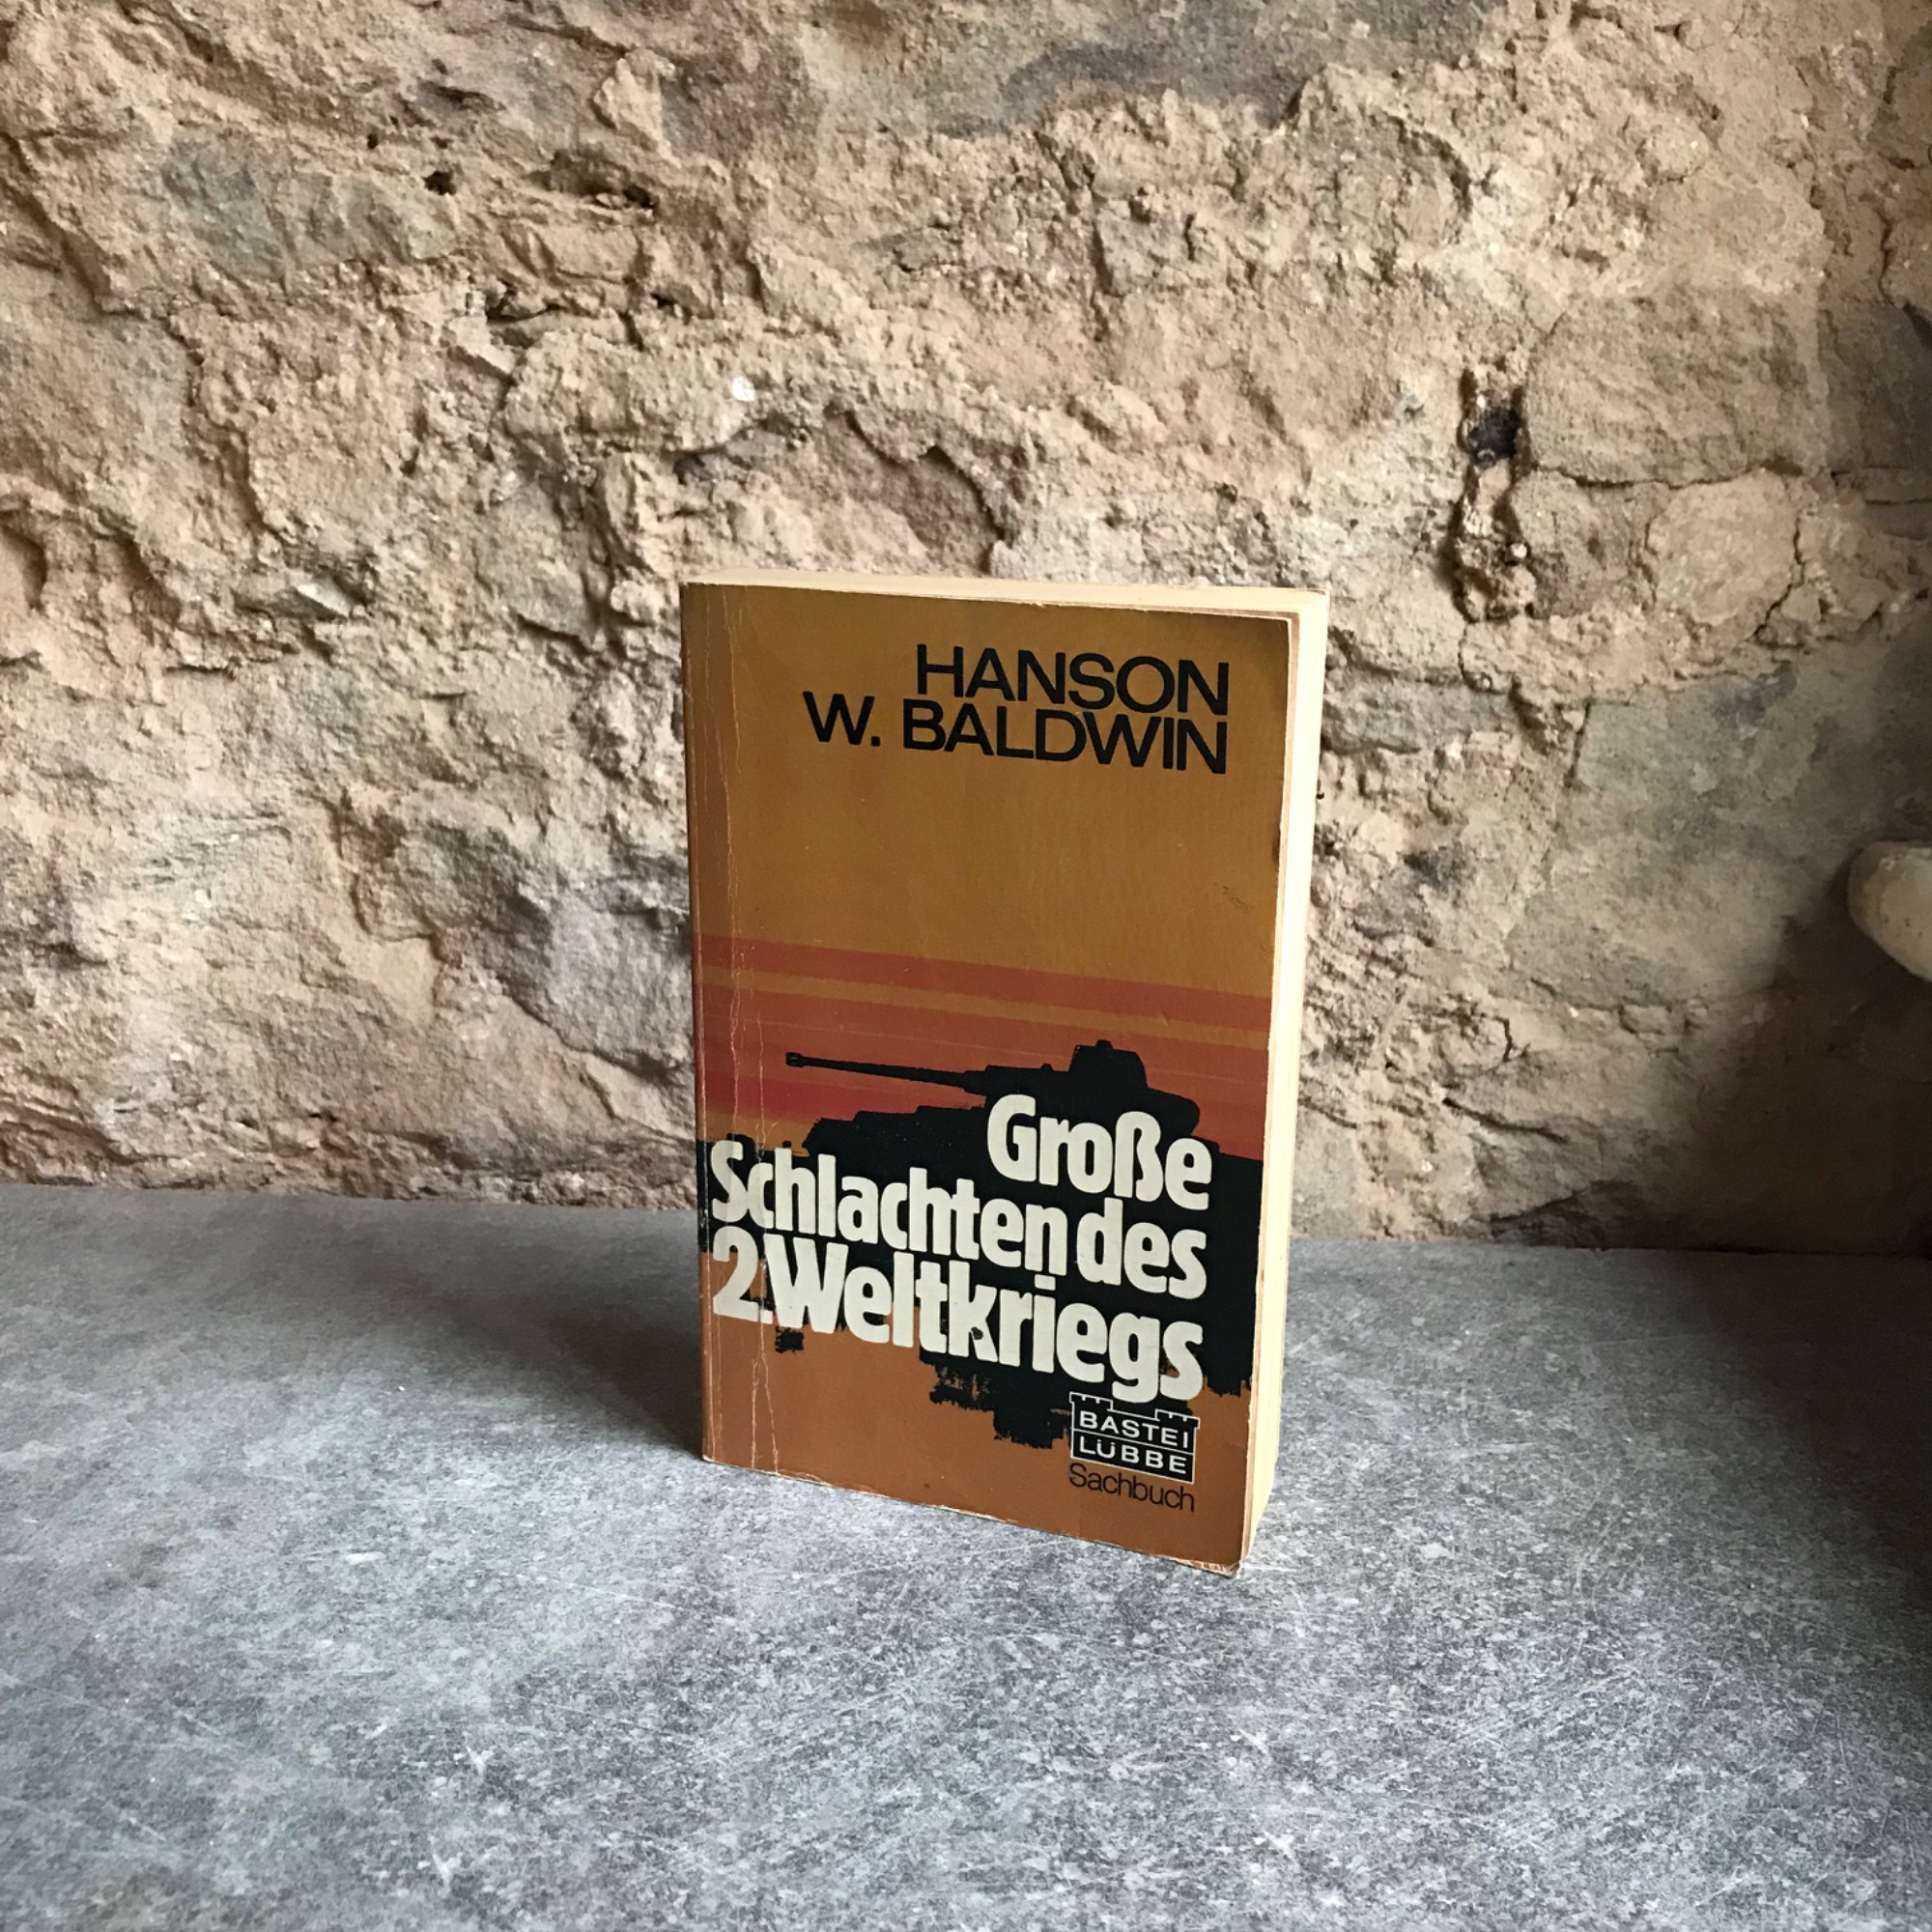 HANSON
W. BALDWIN
Große
Schlachten des
2. Weltkriegs
BASTEI
LÜBBE
Sachbuch